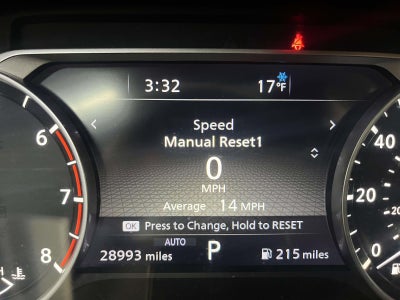 3:32 17°F
Speed
Manual Reset1
0
MPH
Average 14 MPH
OK Press to Change, Hold to RESET
AUTO
28993 miles P 215 miles
6
7
8
40
20
20
0